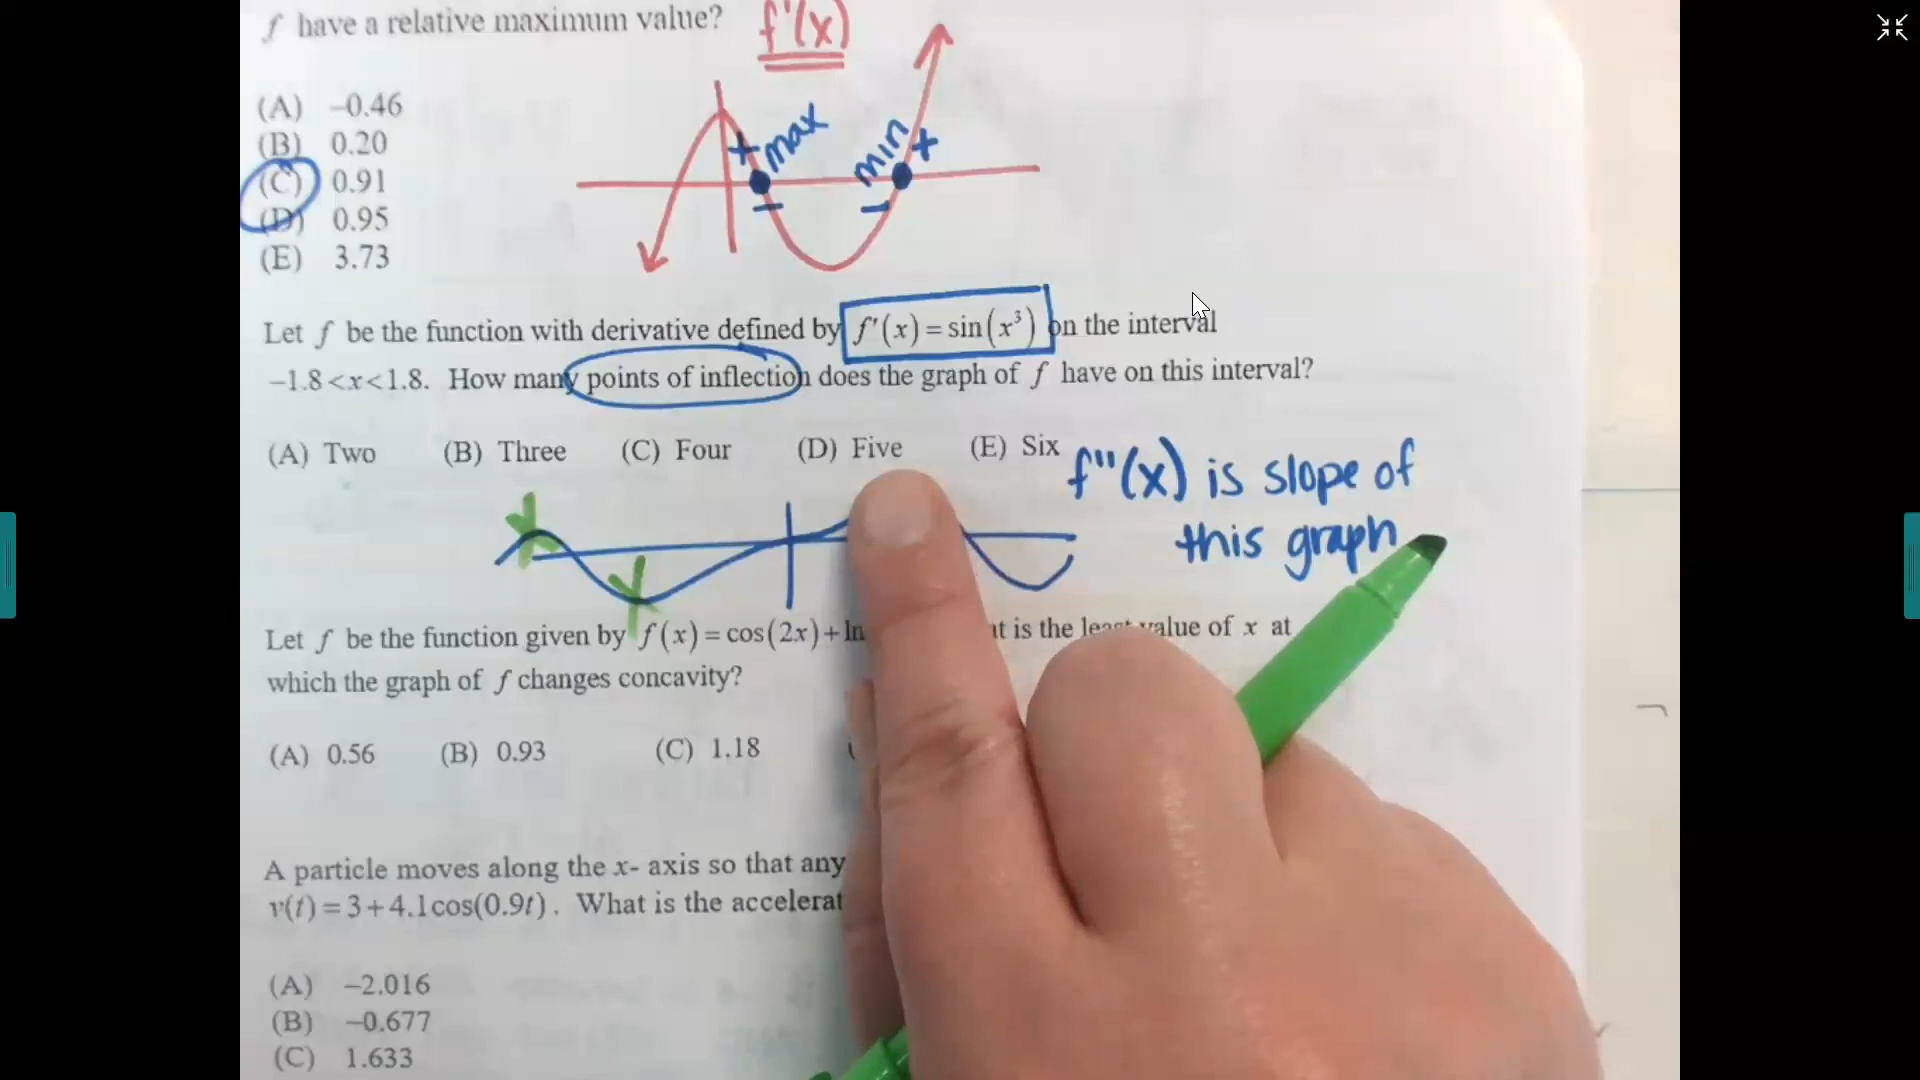 f have a relative maximum value?
f'(x)
(A) −0.46
(B) 0.20
(C) 0.91
(D) 0.95
(E) 3.73
+ max
min +
Let f be the function with derivative defined by f'(x) = sin(x³) on the interval
−1.8 < x < 1.8. How many points of inflection does the graph of f have on this interval?
(A) Two (B) Three (C) Four (D) Five (E) Six
f''(x) is slope of
this graph
Let f be the function given by f(x) = cos(2x) + ln is the least value of x at
which the graph of f changes concavity?
(A) 0.56 (B) 0.93 (C) 1.18
A particle moves along the x- axis so that any
v(t) = 3 + 4.1cos(0.9t). What is the accelerat
(A) −2.016
(B) −0.677
(C) 1.633